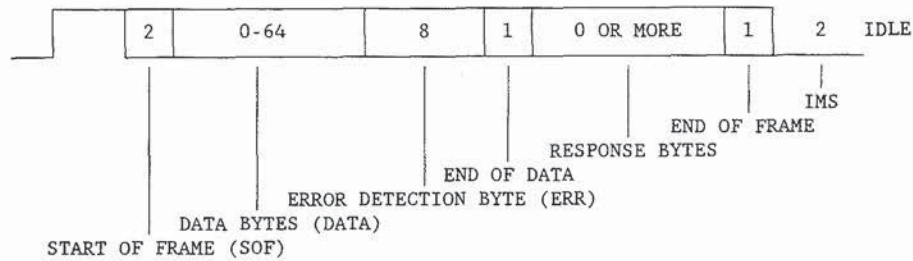 2 0-64 8 1 0 OR MORE 1 2 IDLE
IMS
END OF FRAME
RESPONSE BYTES
END OF DATA
ERROR DETECTION BYTE (ERR)
DATA BYTES (DATA)
START OF FRAME (SOF)